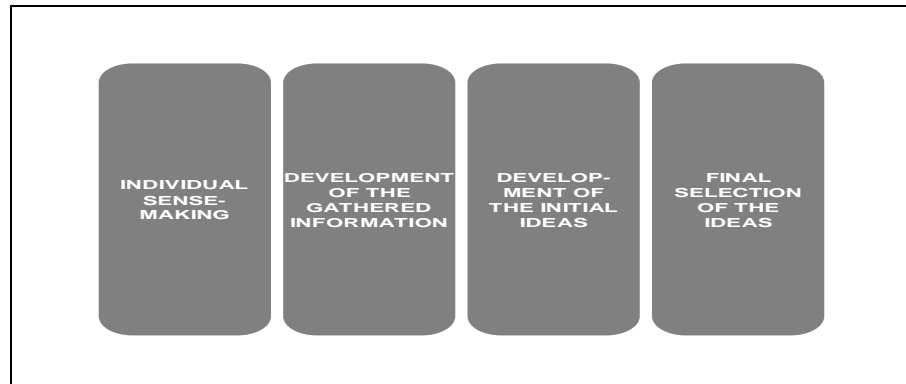 INDIVIDUAL
SENSE-
MAKING
DEVELOPMENT
OF THE
GATHERED
INFORMATION
DEVELOP-
MENT OF
THE INITIAL
IDEAS
FINAL
SELECTION
OF THE
IDEAS